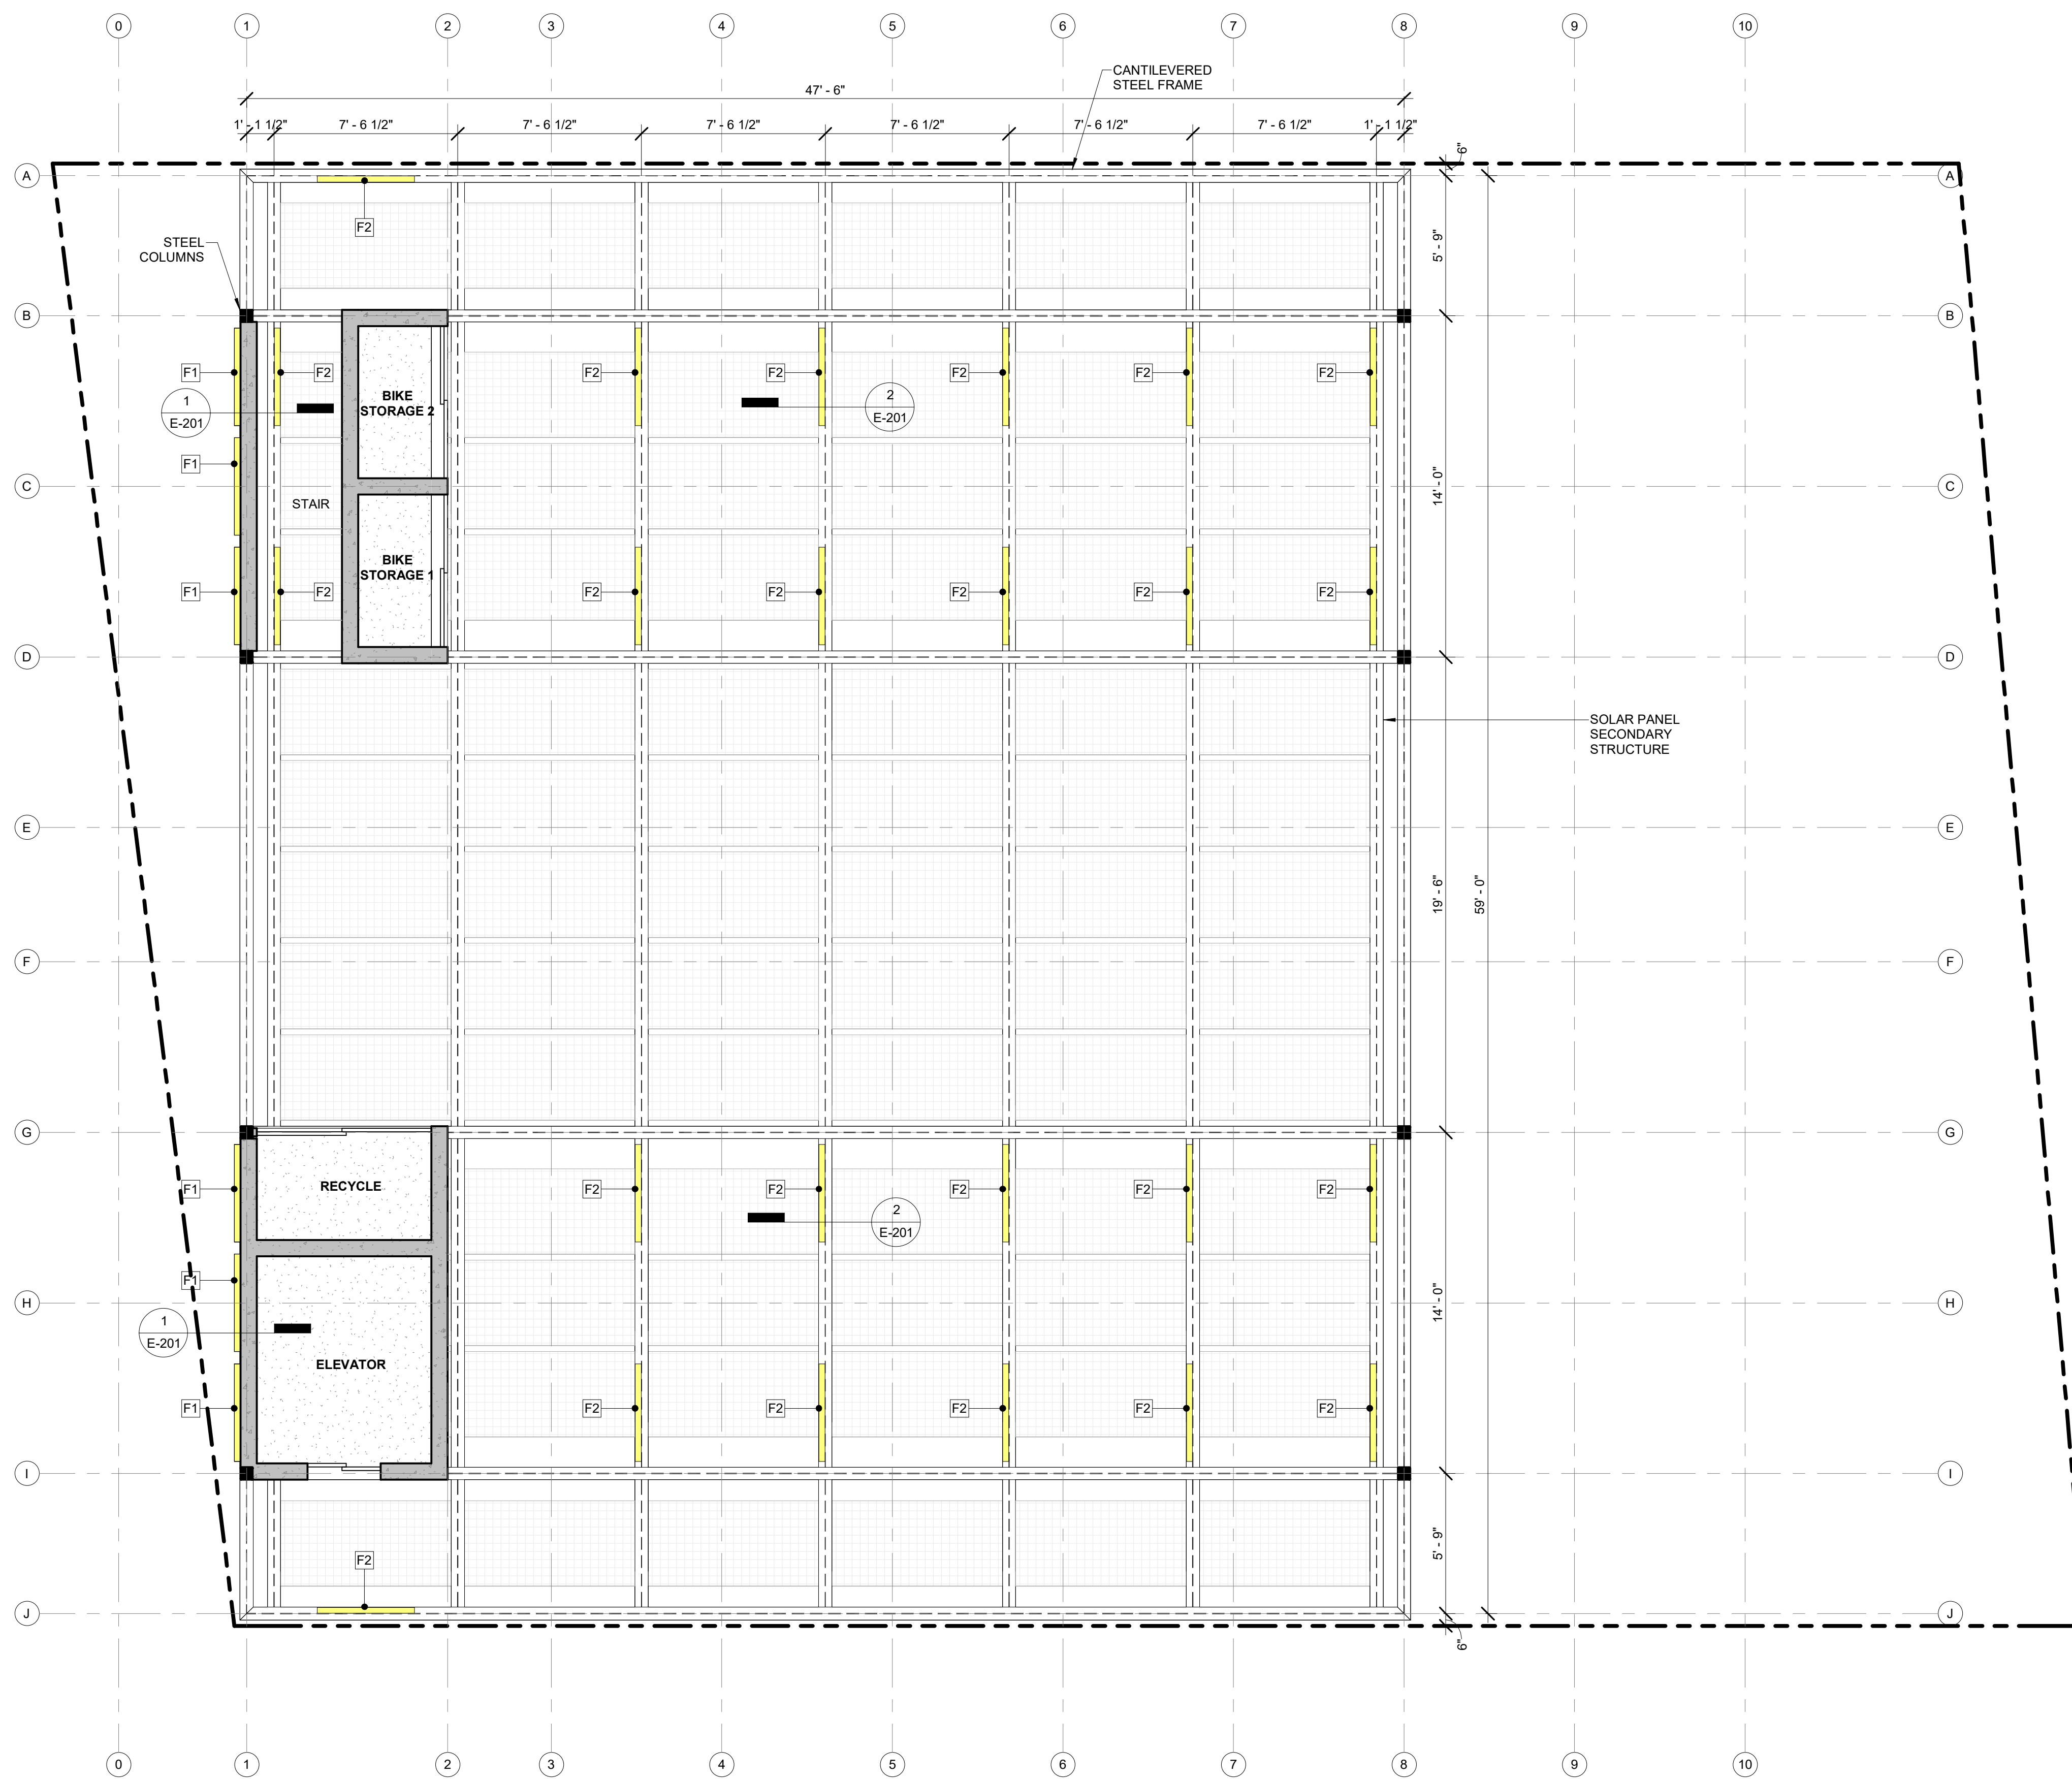 0 1 2 3 4 5 6 7 8 9 10
CANTILEVERED
STEEL FRAME
47' - 6"
1' - 1 1/2" 7' - 6 1/2" 7' - 6 1/2" 7' - 6 1/2" 7' - 6 1/2" 7' - 6 1/2" 7' - 6 1/2" 1' - 1 1/2"
6"
A A
F2
STEEL
COLUMNS
5' - 9"
B B
F1 F2 F2 F2 F2 F2 F2
BIKE
STORAGE 2
1
E-201
2
E-201
F1
C C
14' - 0"
STAIR
BIKE
STORAGE 1
F1 F2 F2 F2 F2 F2 F2
D D
SOLAR PANEL
SECONDARY
STRUCTURE
E E
19' - 6"
59' - 0"
F F
G G
RECYCLE
F1 F2 F2 F2 F2 F2
2
E-201
F1
H H
14' - 0"
1
E-201
ELEVATOR
F1 F2 F2 F2 F2 F2
I I
5' - 9"
F2
J J
6"
0 1 2 3 4 5 6 7 8 9 10